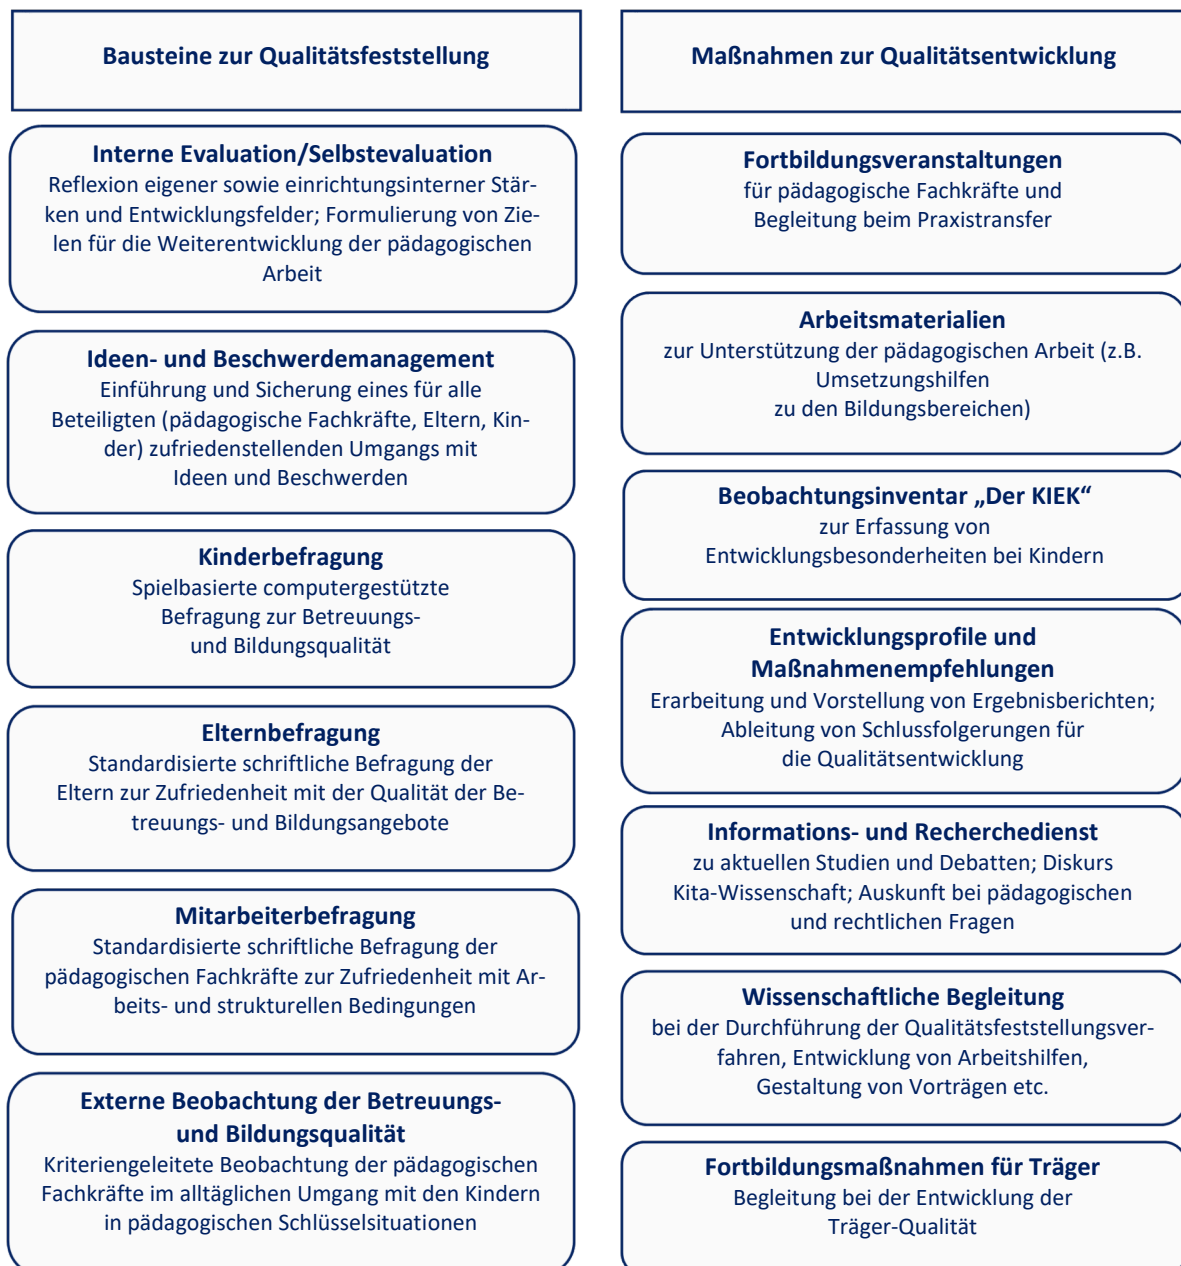 Bausteine zur Qualitätsfeststellung
Interne Evaluation/Selbstevaluation
Reflexion eigener sowie einrichtungsinterner Stär-
ken und Entwicklungsfelder; Formulierung von Zie-
len für die Weiterentwicklung der pädagogischen
Arbeit
Ideen- und Beschwerdemanagement
Einführung und Sicherung eines für alle
Beteiligten (pädagogische Fachkräfte, Eltern, Kin-
der) zufriedenstellenden Umgangs mit
Ideen und Beschwerden
Kinderbefragung
Spielbasierte computergestützte
Befragung zur Betreuungs-
und Bildungsqualität
Elternbefragung
Standardisierte schriftliche Befragung der
Eltern zur Zufriedenheit mit der Qualität der Be-
treuungs- und Bildungsangebote
Mitarbeiterbefragung
Standardisierte schriftliche Befragung der
pädagogischen Fachkräfte zur Zufriedenheit mit Ar-
beits- und strukturellen Bedingungen
Externe Beobachtung der Betreuungs-
und Bildungsqualität
Kriteriengeleitete Beobachtung der pädagogischen
Fachkräfte im alltäglichen Umgang mit den Kindern
in pädagogischen Schlüsselsituationen
Maßnahmen zur Qualitätsentwicklung
Fortbildungsveranstaltungen
für pädagogische Fachkräfte und
Begleitung beim Praxistransfer
Arbeitsmaterialien
zur Unterstützung der pädagogischen Arbeit (z.B.
Umsetzungshilfen
zu den Bildungsbereichen)
Beobachtungsinventar „Der KIEK“
zur Erfassung von
Entwicklungsbesonderheiten bei Kindern
Entwicklungsprofile und
Maßnahmenempfehlungen
Erarbeitung und Vorstellung von Ergebnisberichten;
Ableitung von Schlussfolgerungen für
die Qualitätsentwicklung
Informations- und Recherchedienst
zu aktuellen Studien und Debatten; Diskurs
Kita-Wissenschaft; Auskunft bei pädagogischen
und rechtlichen Fragen
Wissenschaftliche Begleitung
bei der Durchführung der Qualitätsfeststellungsver-
fahren, Entwicklung von Arbeitshilfen,
Gestaltung von Vorträgen etc.
Fortbildungsmaßnahmen für Träger
Begleitung bei der Entwicklung der
Träger-Qualität